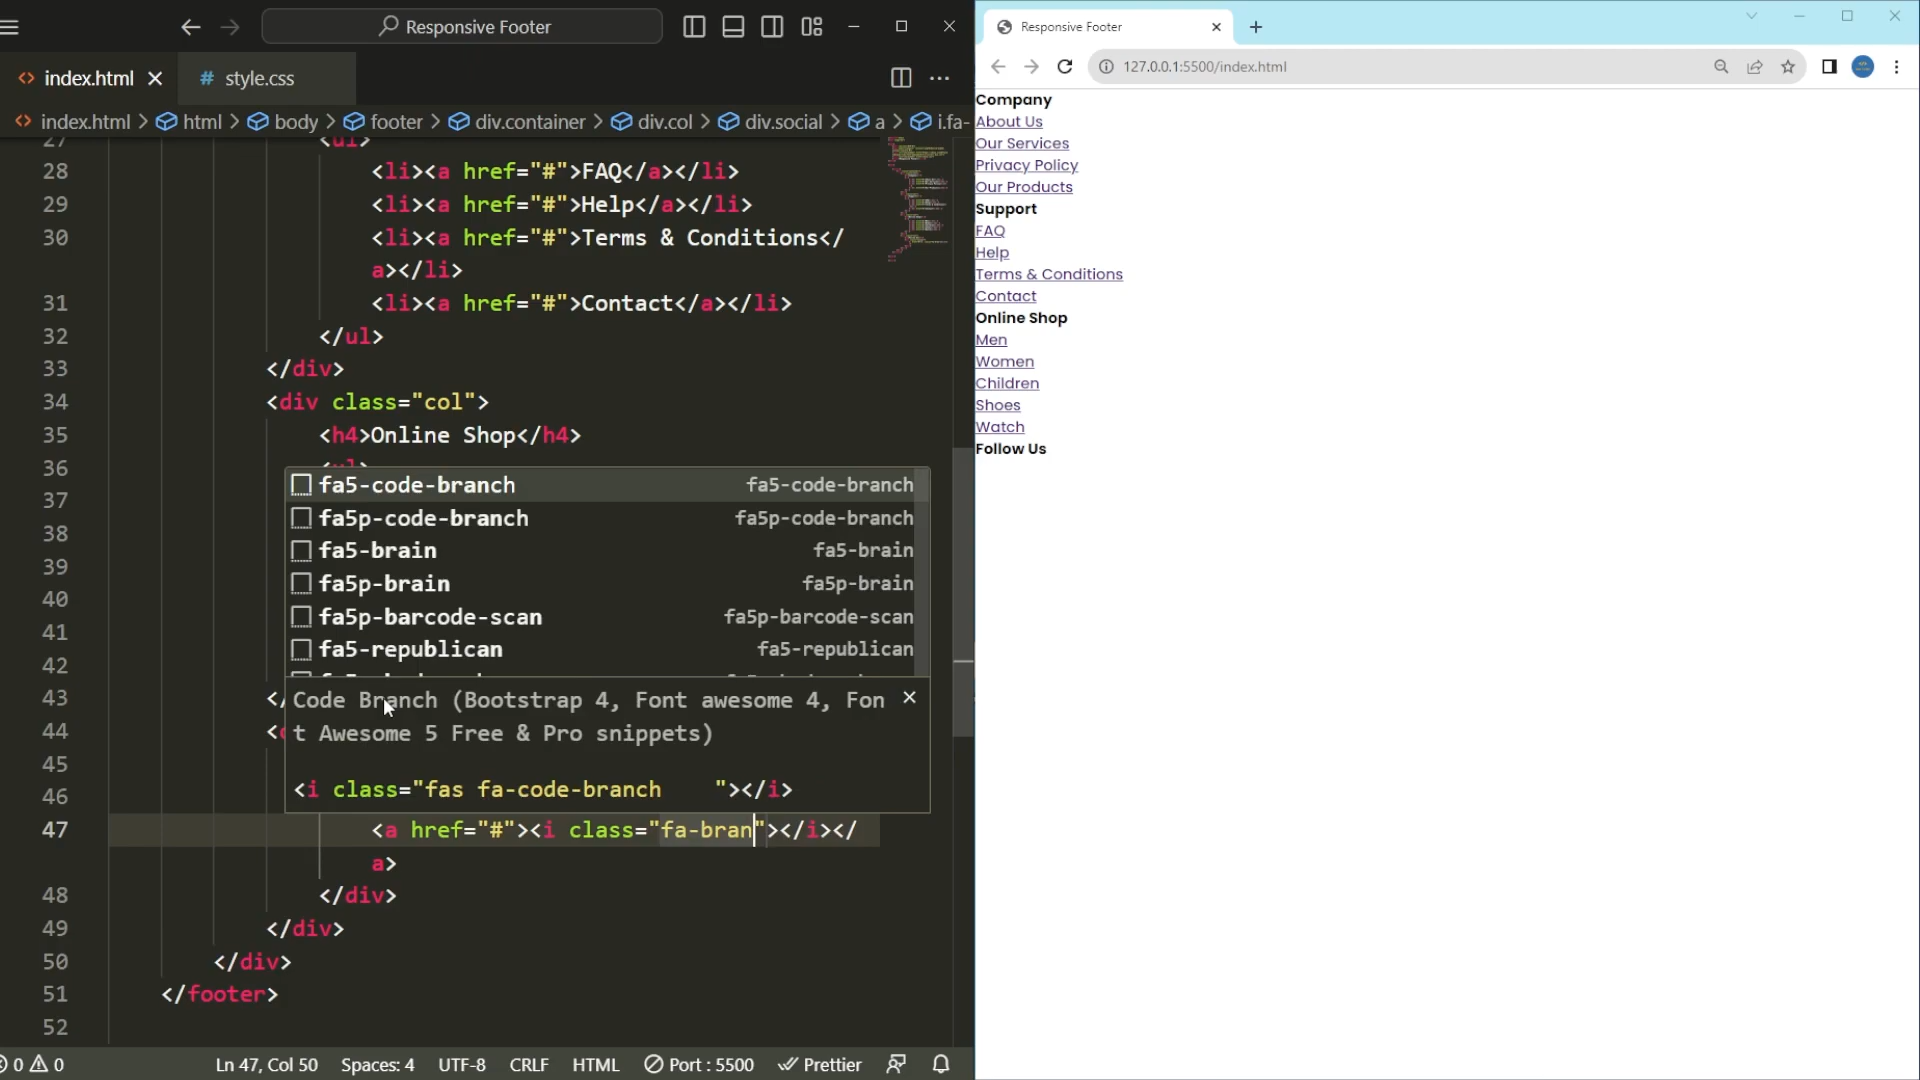 Responsive Footer
index.html
# style.css
index.html > html > body > footer > div.container > div.col > div.social > a > i.fa-
27 <ul>
28 <li><a href="#">FAQ</a></li>
29 <li><a href="#">Help</a></li>
30 <li><a href="#">Terms & Conditions</
a></li>
31 <li><a href="#">Contact</a></li>
32 </ul>
33 </div>
34 <div class="col">
35 <h4>Online Shop</h4>
36 <ul>
37
38
39
40
41
42
43 </
44 <
45
46
fa5-code-branch fa5-code-branch
fa5p-code-branch fa5p-code-branch
fa5-brain fa5-brain
fa5p-brain fa5p-brain
fa5p-barcode-scan fa5p-barcode-scan
fa5-republican fa5-republican
Code Branch (Bootstrap 4, Font awesome 4, Fon
t Awesome 5 Free & Pro snippets)
<i class="fas fa-code-branch    "></i>
47 <a href="#"><i class="fa-bran"></i></
a>
48 </div>
49 </div>
50 </div>
51 </footer>
52
0 0 Ln 47, Col 50 Spaces: 4 UTF-8 CRLF HTML Port : 5500 Prettier
Responsive Footer
127.0.0.1:5500/index.html
Company
About Us
Our Services
Privacy Policy
Our Products
Support
FAQ
Help
Terms & Conditions
Contact
Online Shop
Men
Women
Children
Shoes
Watch
Follow Us